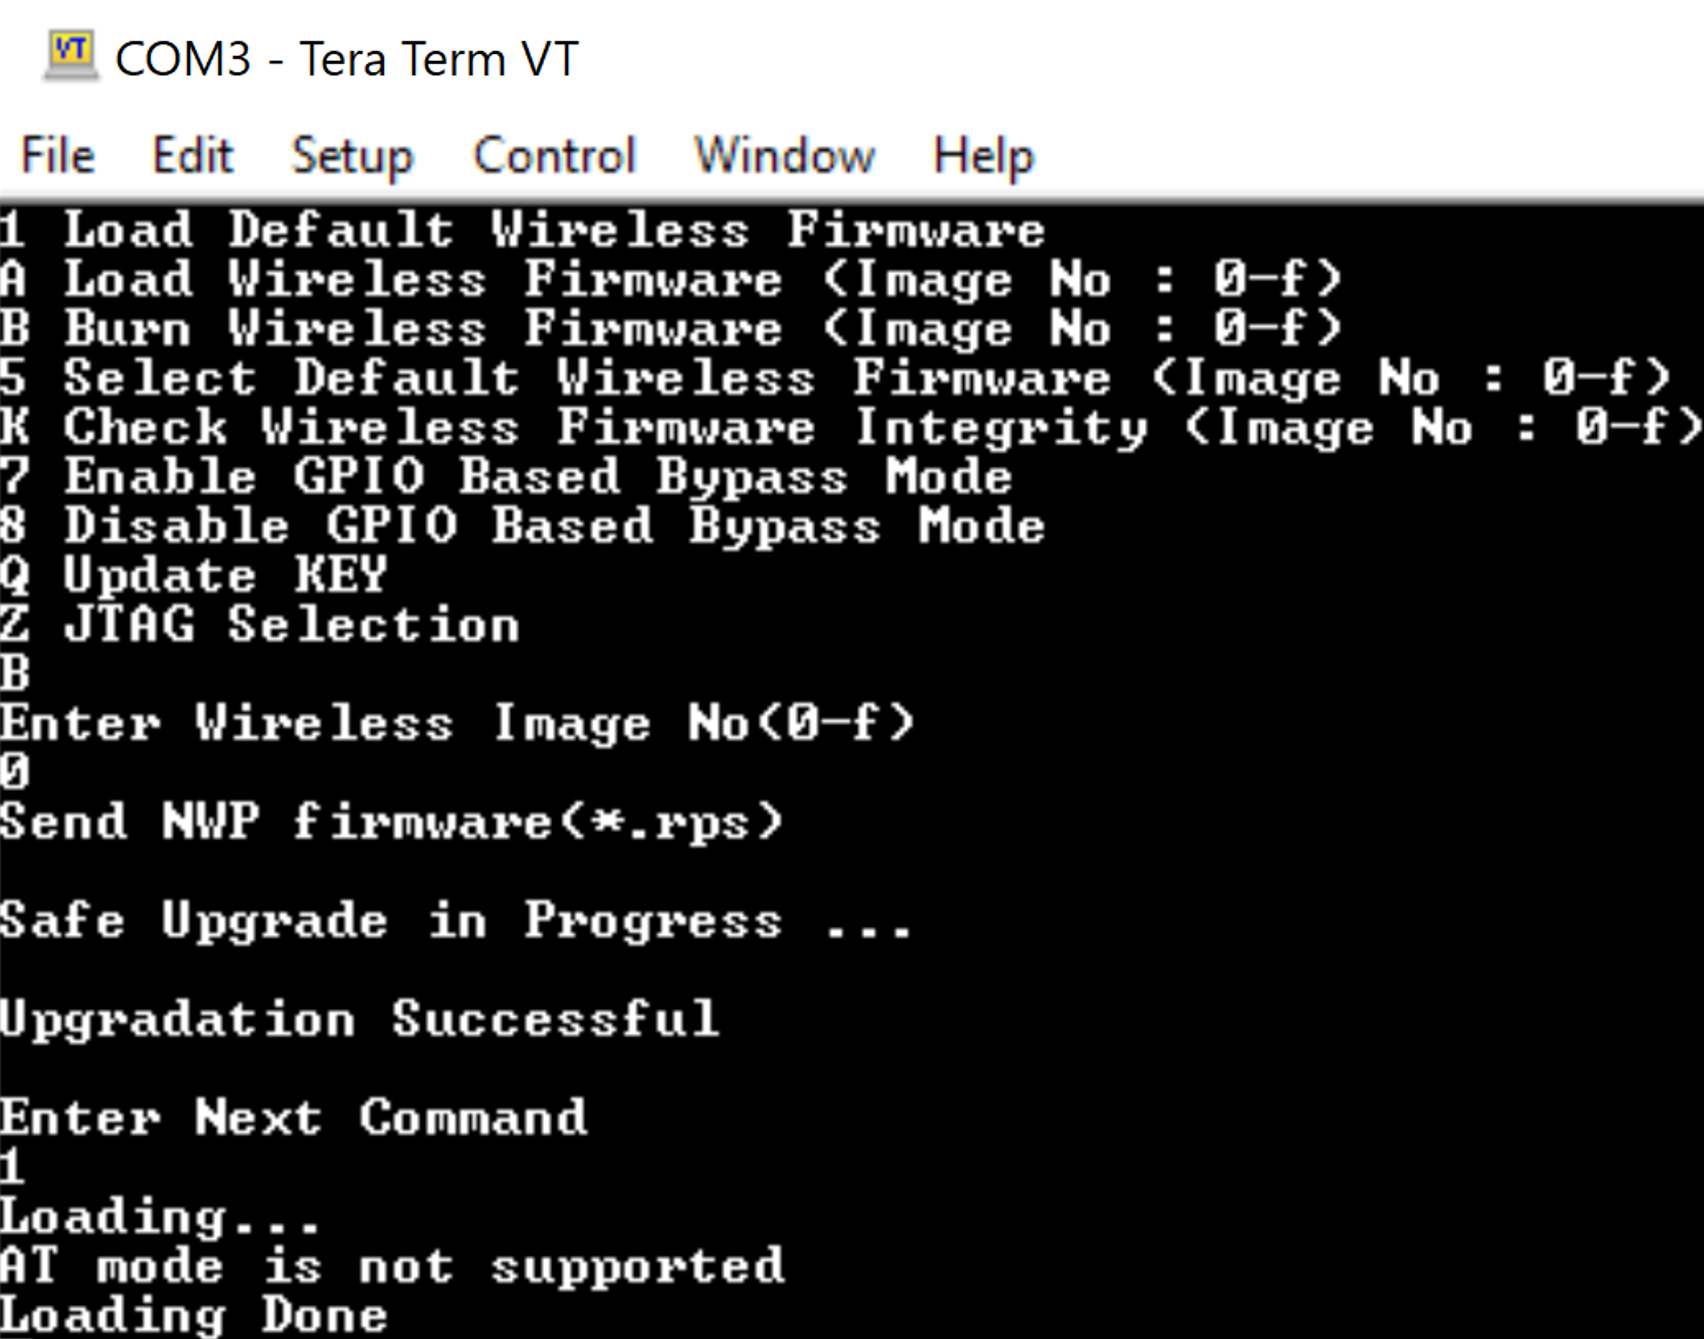 VT COM3 - Tera Term VT
File Edit Setup Control Window Help
1 Load Default Wireless Firmware
A Load Wireless Firmware (Image No : 0-f)
B Burn Wireless Firmware (Image No : 0-f)
5 Select Default Wireless Firmware (Image No : 0-f)
K Check Wireless Firmware Integrity (Image No : 0-f)
7 Enable GPIO Based Bypass Mode
8 Disable GPIO Based Bypass Mode
Q Update KEY
Z JTAG Selection
B
Enter Wireless Image No(0-f)
0
Send NWP firmware(*.rps)
Safe Upgrade in Progress ...
Upgradation Successful
Enter Next Command
1
Loading...
AT mode is not supported
Loading Done